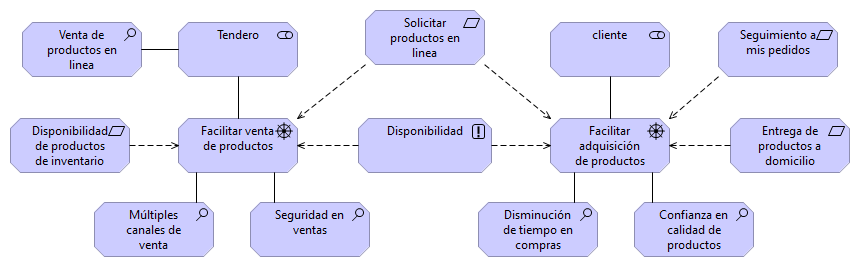 Venta de
productos en
linea
Tendero
Solicitar
productos en
linea
cliente
Seguimiento a
mis pedidos
Disponibilidad
de productos
de inventario
Facilitar venta
de productos
Disponibilidad
Facilitar
adquisición
de productos
Entrega de
productos a
domicilio
Múltiples
canales de
venta
Seguridad en
ventas
Disminución
de tiempo en
compras
Confianza en
calidad de
productos